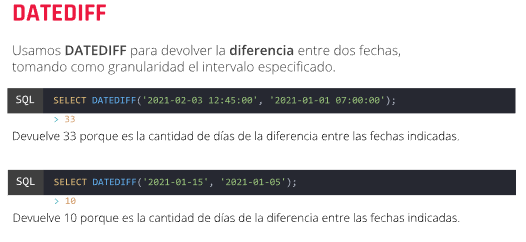 DATEDIFF
Usamos DATEDIFF para devolver la diferencia entre dos fechas,
tomando como granularidad el intervalo especificado.
SQL SELECT DATEDIFF('2021-02-03 12:45:00', '2021-01-01 07:00:00');
> 33
Devuelve 33 porque es la cantidad de días de la diferencia entre las fechas indicadas.
SQL SELECT DATEDIFF('2021-01-15', '2021-01-05');
> 10
Devuelve 10 porque es la cantidad de días de la diferencia entre las fechas indicadas.